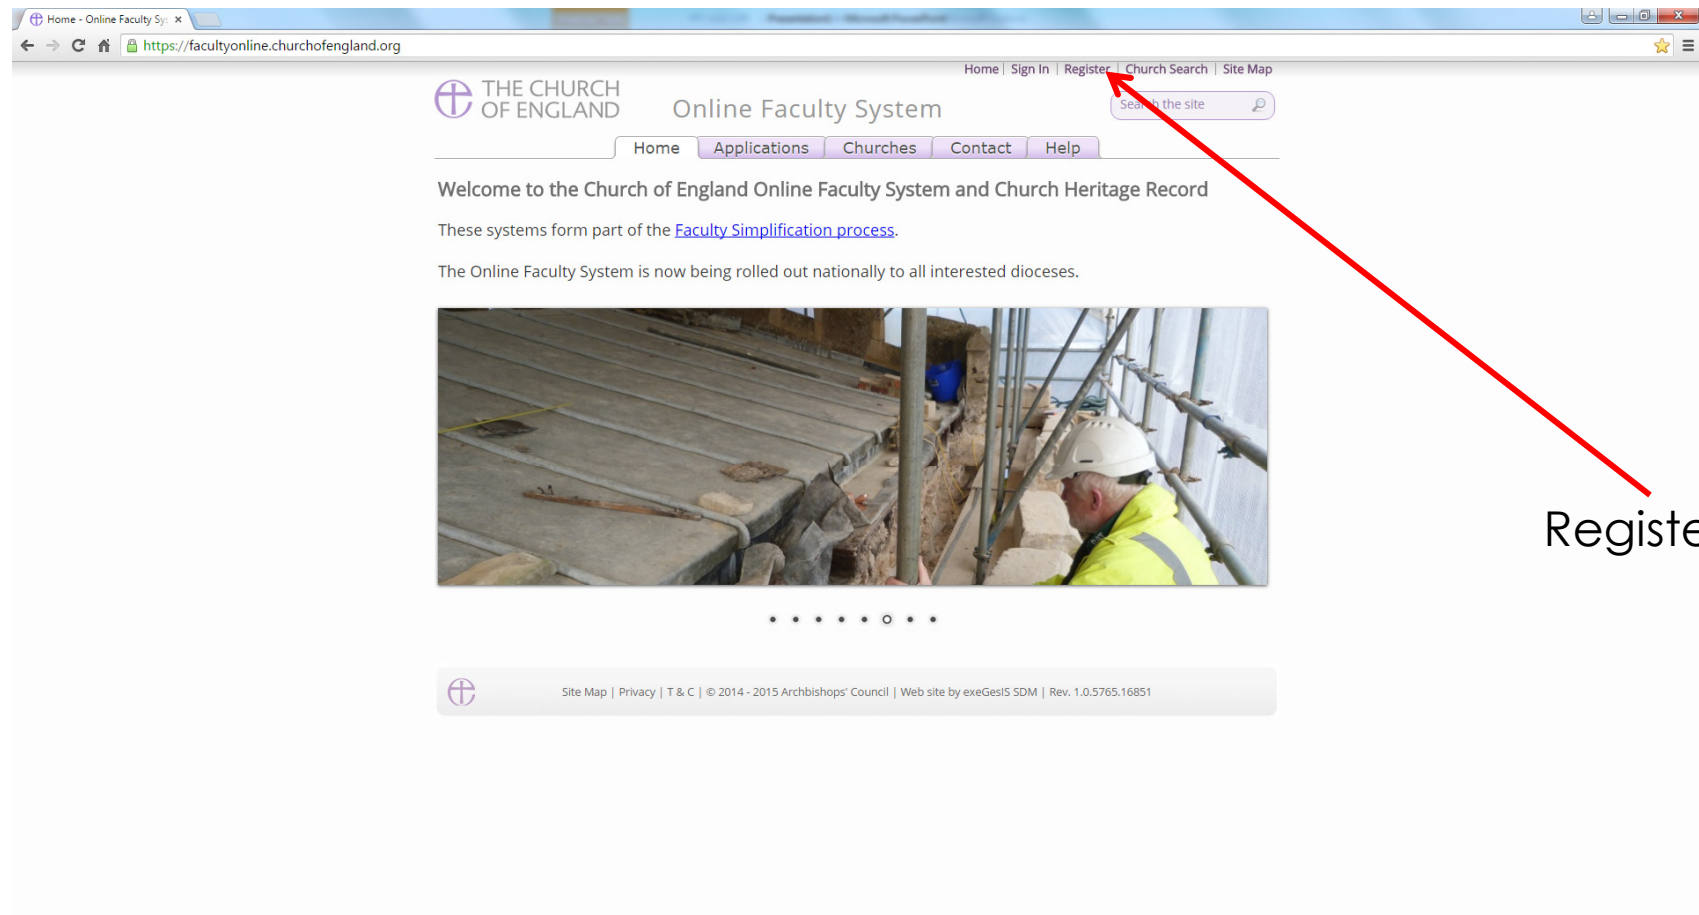 Home - Online Faculty Sy
https://facultyonline.churchofengland.org
Home | Sign In | Register | Church Search | Site Map
THE CHURCH
OF ENGLAND
Online Faculty System
Search the site
Home Applications Churches Contact Help
Welcome to the Church of England Online Faculty System and Church Heritage Record
These systems form part of the Faculty Simplification process.
The Online Faculty System is now being rolled out nationally to all interested dioceses.
Registe
Site Map | Privacy | T & C | © 2014 - 2015 Archbishops' Council | Web site by exeGesIS SDM | Rev. 1.0.5765.16851